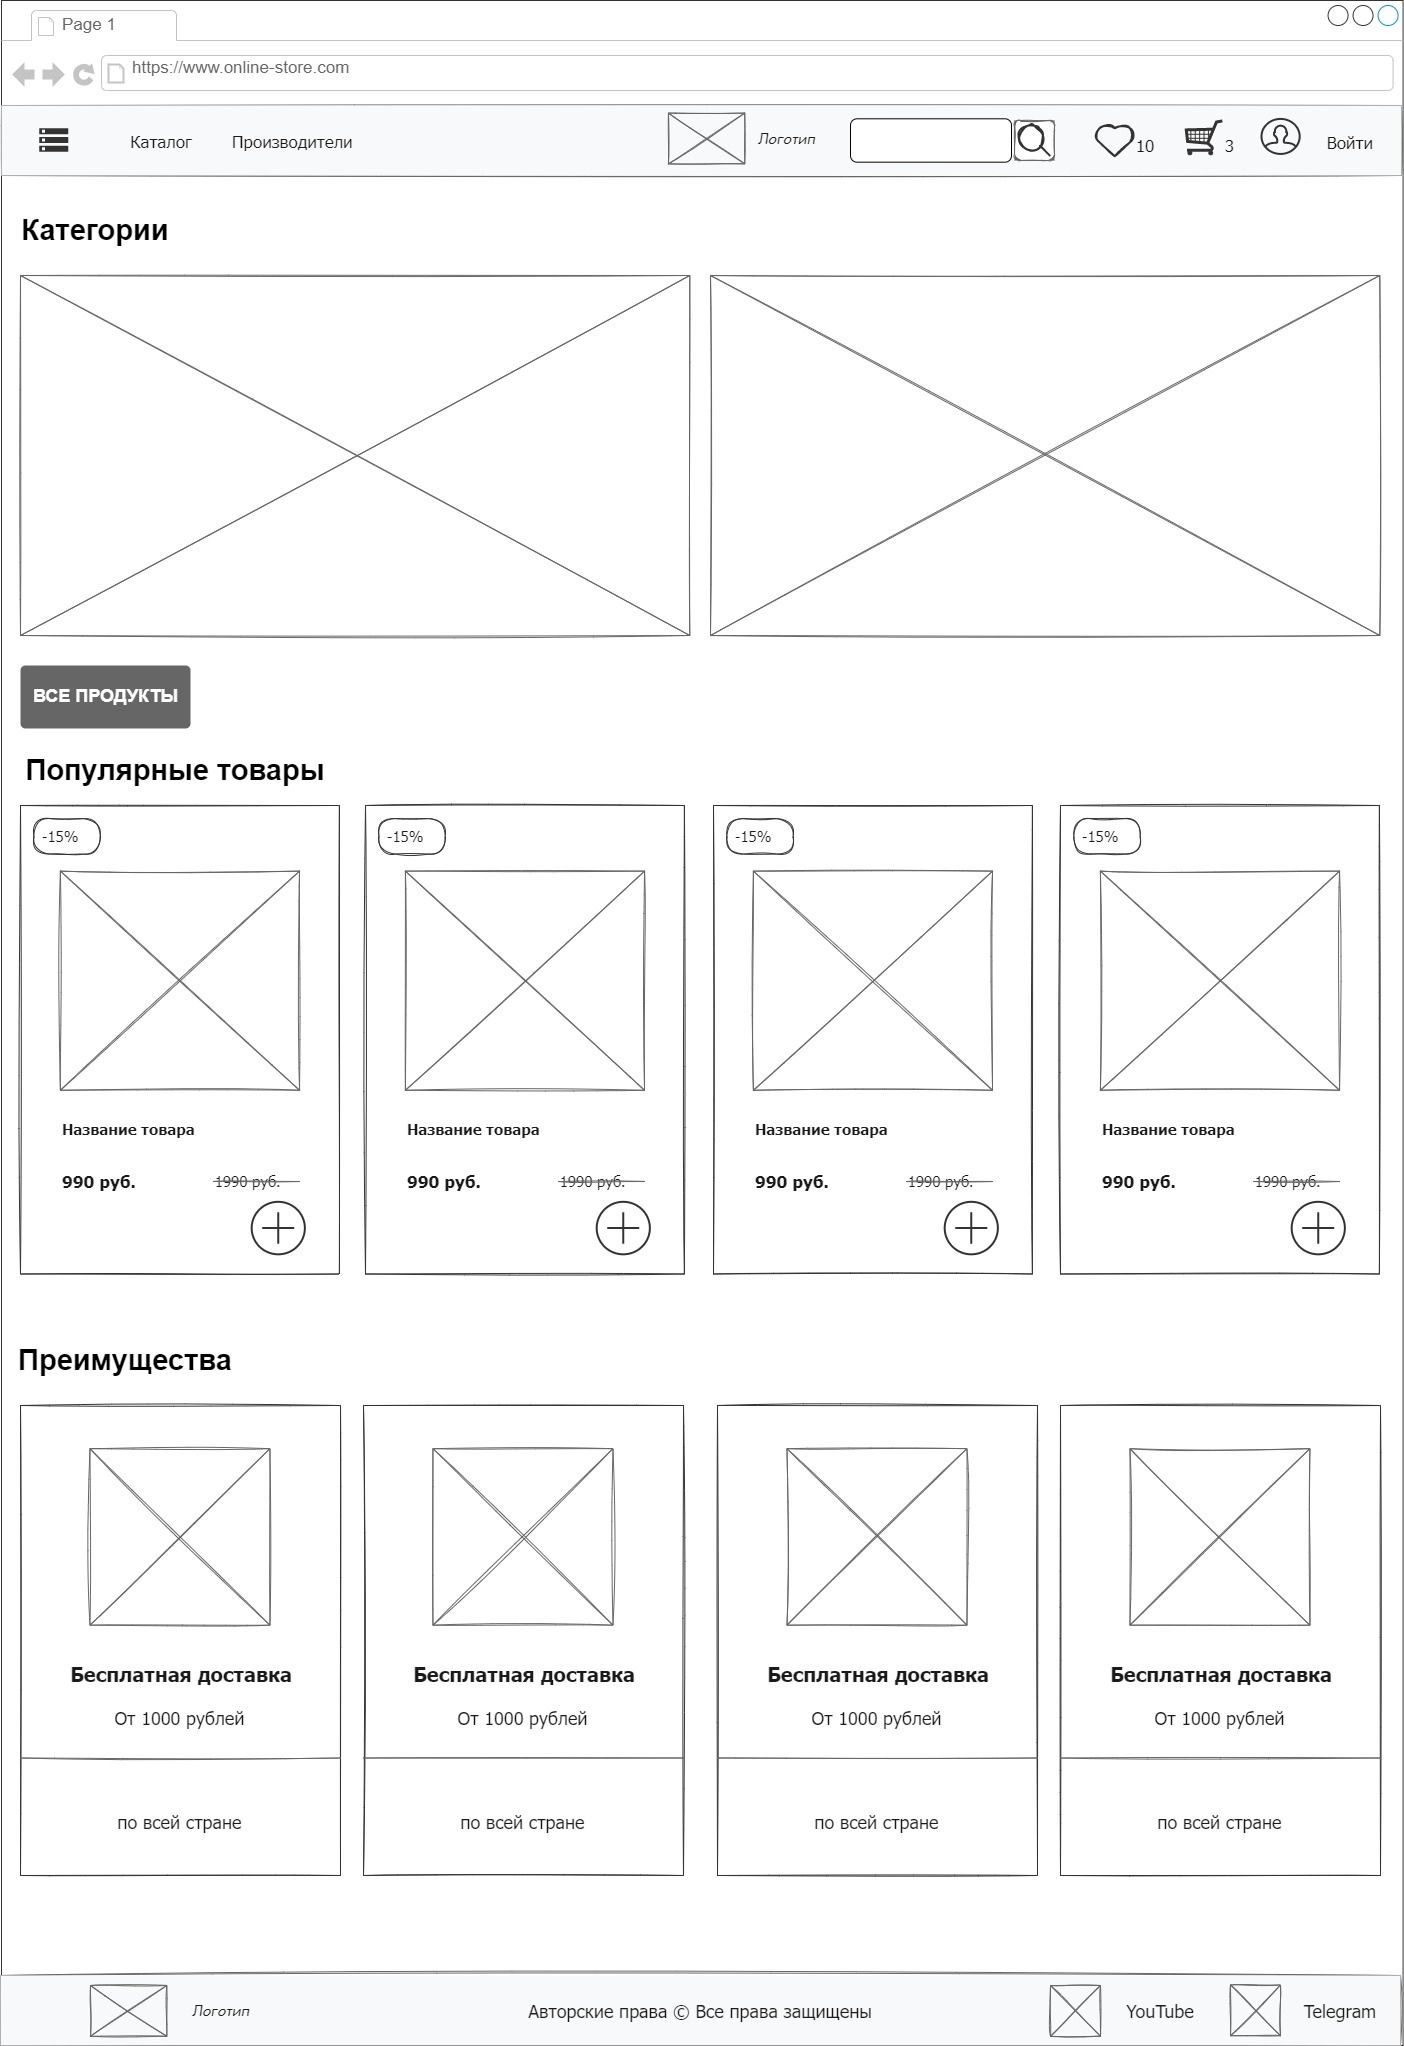 Page 1
https://www.online-store.com
Каталог Производители Логотип 10 3 Войти
Категории
ВСЕ ПРОДУКТЫ
Популярные товары
-15% -15% -15% -15%
Название товара Название товара Название товара Название товара
990 руб. 1990 руб. 990 руб. 1990 руб. 990 руб. 1990 руб. 990 руб. 1990 руб.
Преимущества
Бесплатная доставка Бесплатная доставка Бесплатная доставка Бесплатная доставка
От 1000 рублей От 1000 рублей От 1000 рублей От 1000 рублей
по всей стране по всей стране по всей стране по всей стране
Логотип Авторские права © Все права защищены YouTube Telegram